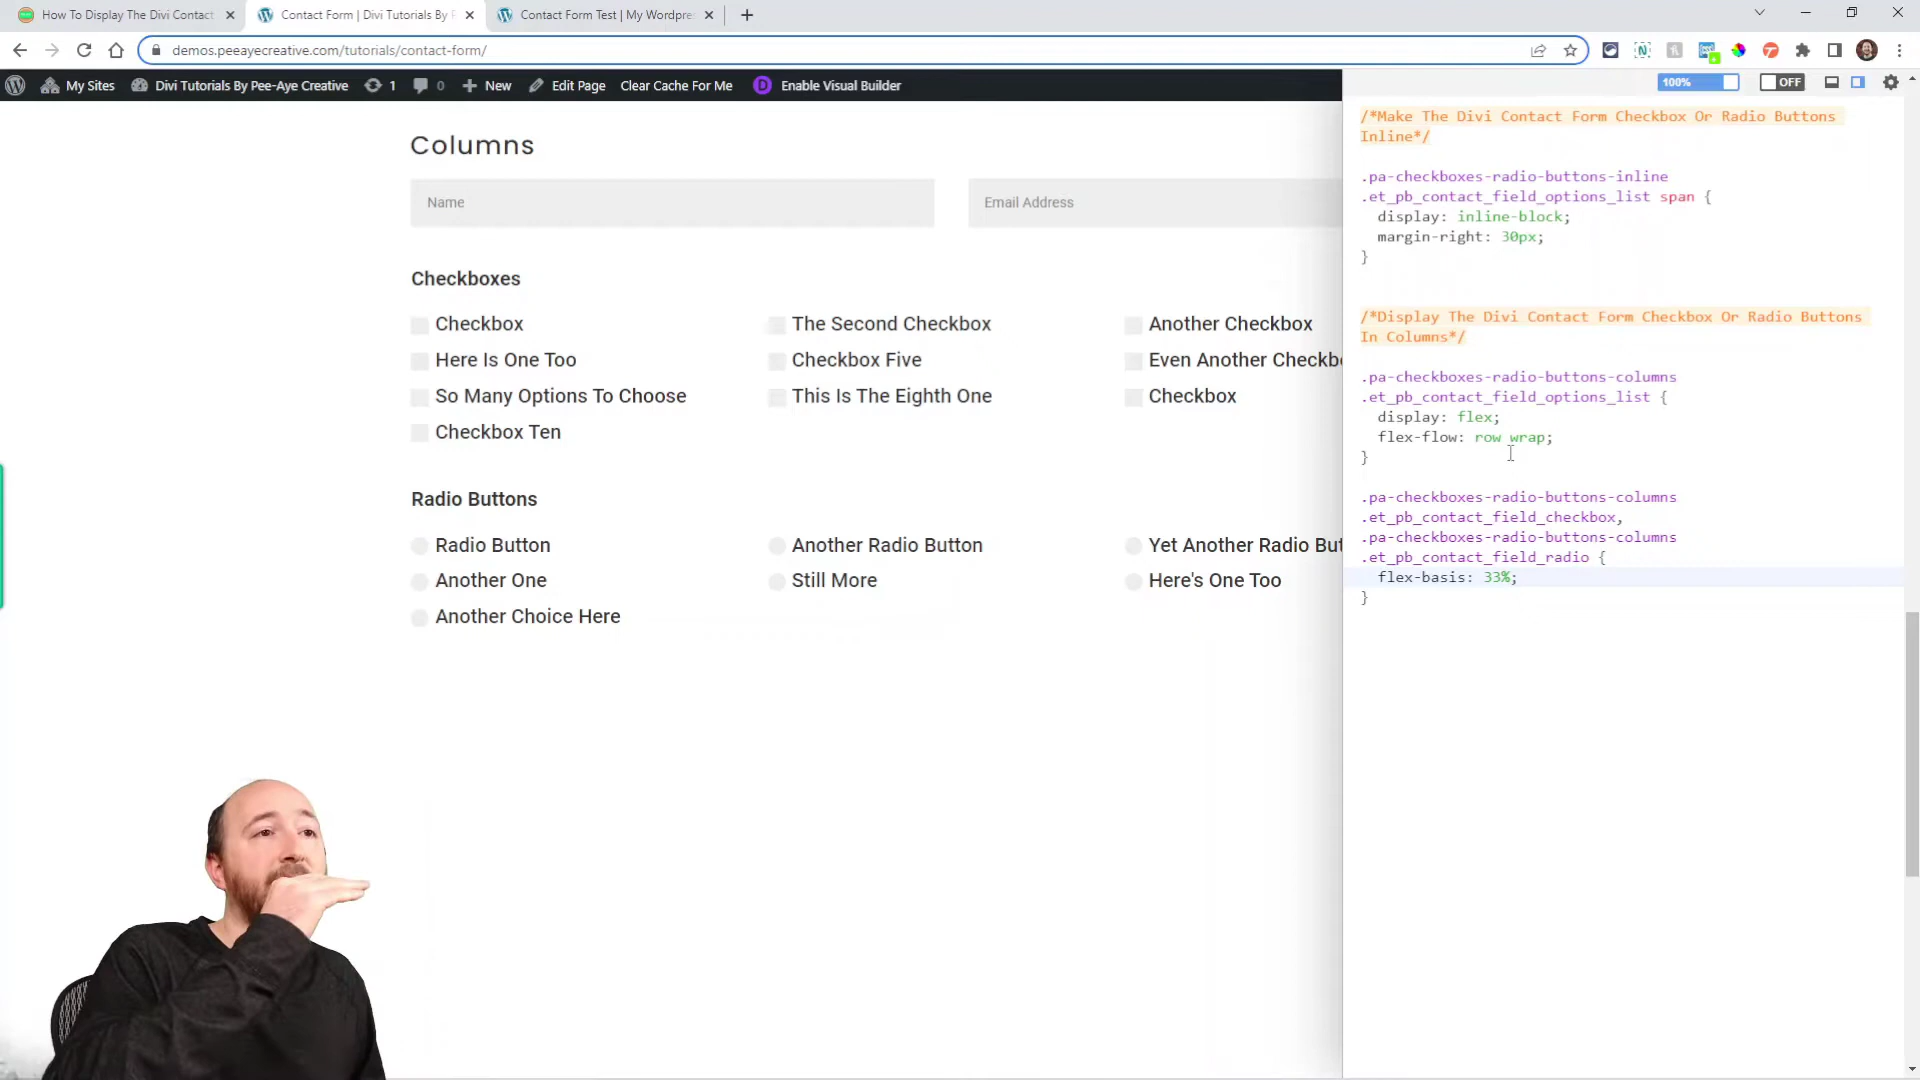 How To Display The Divi Contact
Contact Form | Divi Tutorials By P
Contact Form Test | My Wordpre
demos.peeayecreative.com/tutorials/contact-form/
My Sites
Divi Tutorials By Pee-Aye Creative
1
0
New
Edit Page
Clear Cache For Me
D
Enable Visual Builder
100%
OFF
Columns
Name
Email Address
Checkboxes
Checkbox
The Second Checkbox
Another Checkbox
Here Is One Too
Checkbox Five
Even Another Checkb
So Many Options To Choose
This Is The Eighth One
Checkbox
Checkbox Ten
Radio Buttons
Radio Button
Another Radio Button
Yet Another Radio But
Another One
Still More
Here's One Too
Another Choice Here
/*Make The Divi Contact Form Checkbox Or Radio Buttons
Inline*/
.pa-checkboxes-radio-buttons-inline
.et_pb_contact_field_options_list span {
display: inline-block;
margin-right: 30px;
}
/*Display The Divi Contact Form Checkbox Or Radio Buttons
In Columns*/
.pa-checkboxes-radio-buttons-columns
.et_pb_contact_field_options_list {
display: flex;
flex-flow: row wrap;
}
.pa-checkboxes-radio-buttons-columns
.et_pb_contact_field_checkbox,
.pa-checkboxes-radio-buttons-columns
.et_pb_contact_field_radio {
flex-basis: 33%;
}